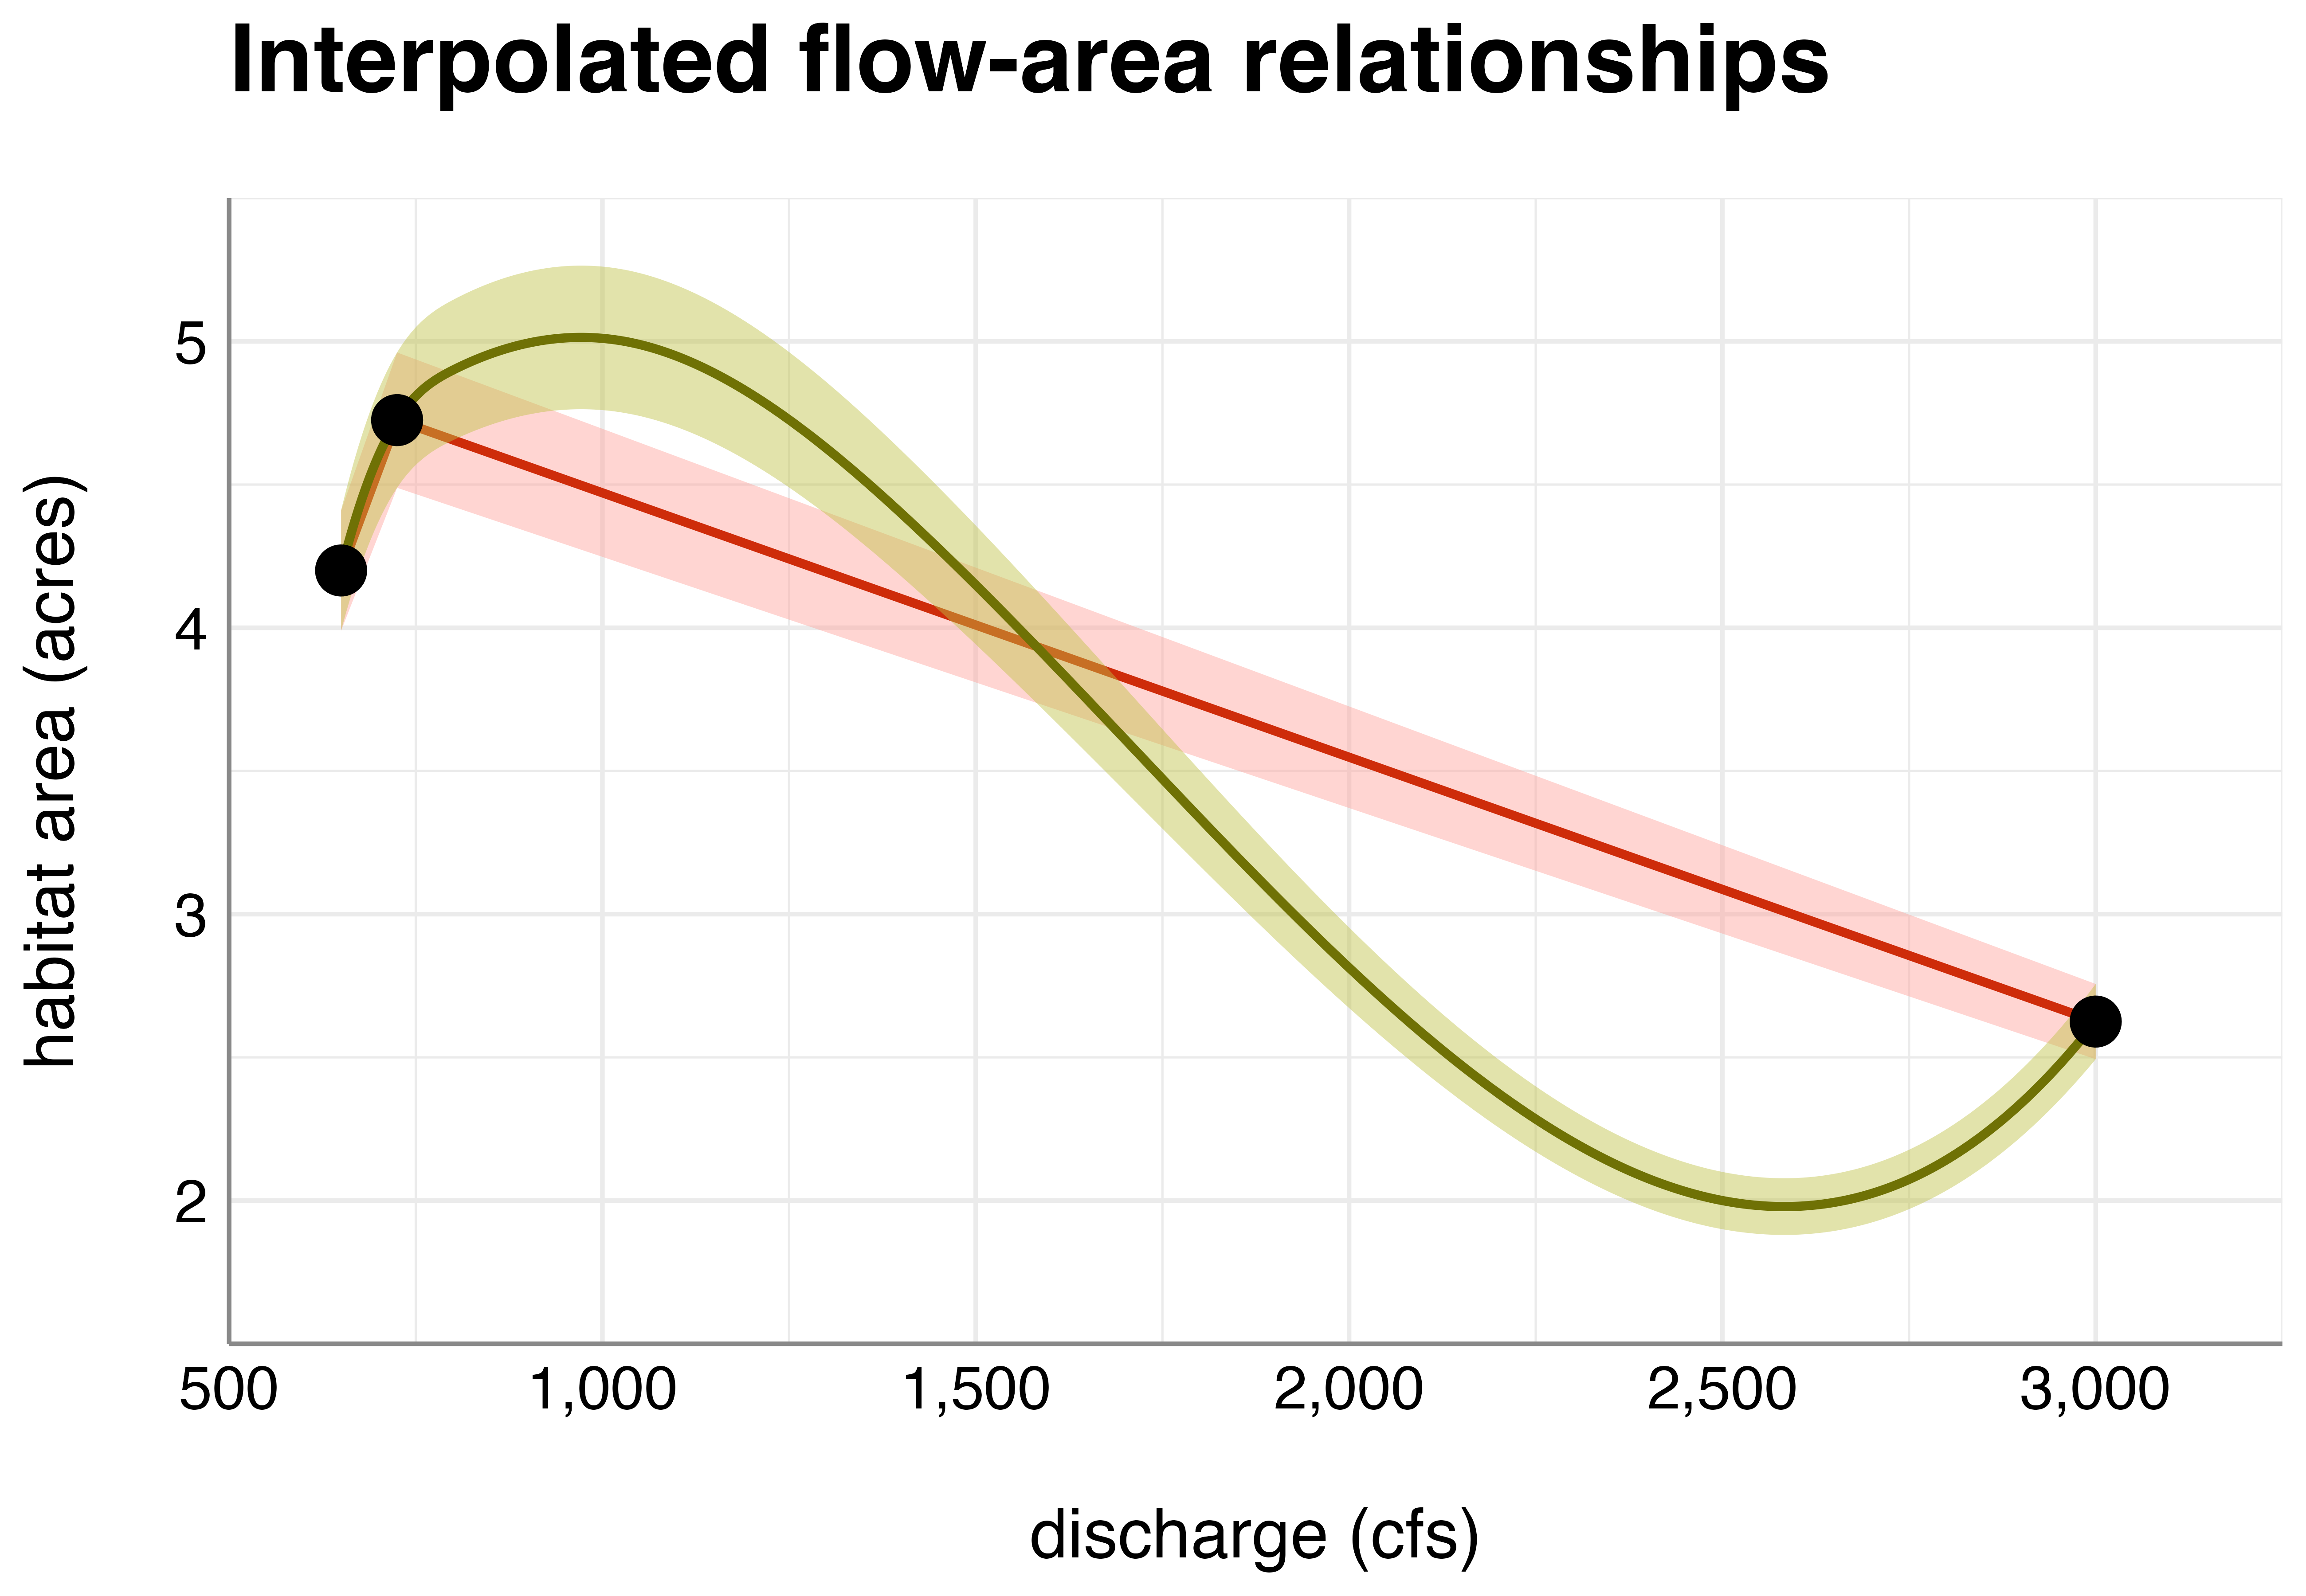 Interpolated flow-area relationships
habitat area (acres)
5
4
3
2
500 1,000 1,500 2,000 2,500 3,000
discharge (cfs)